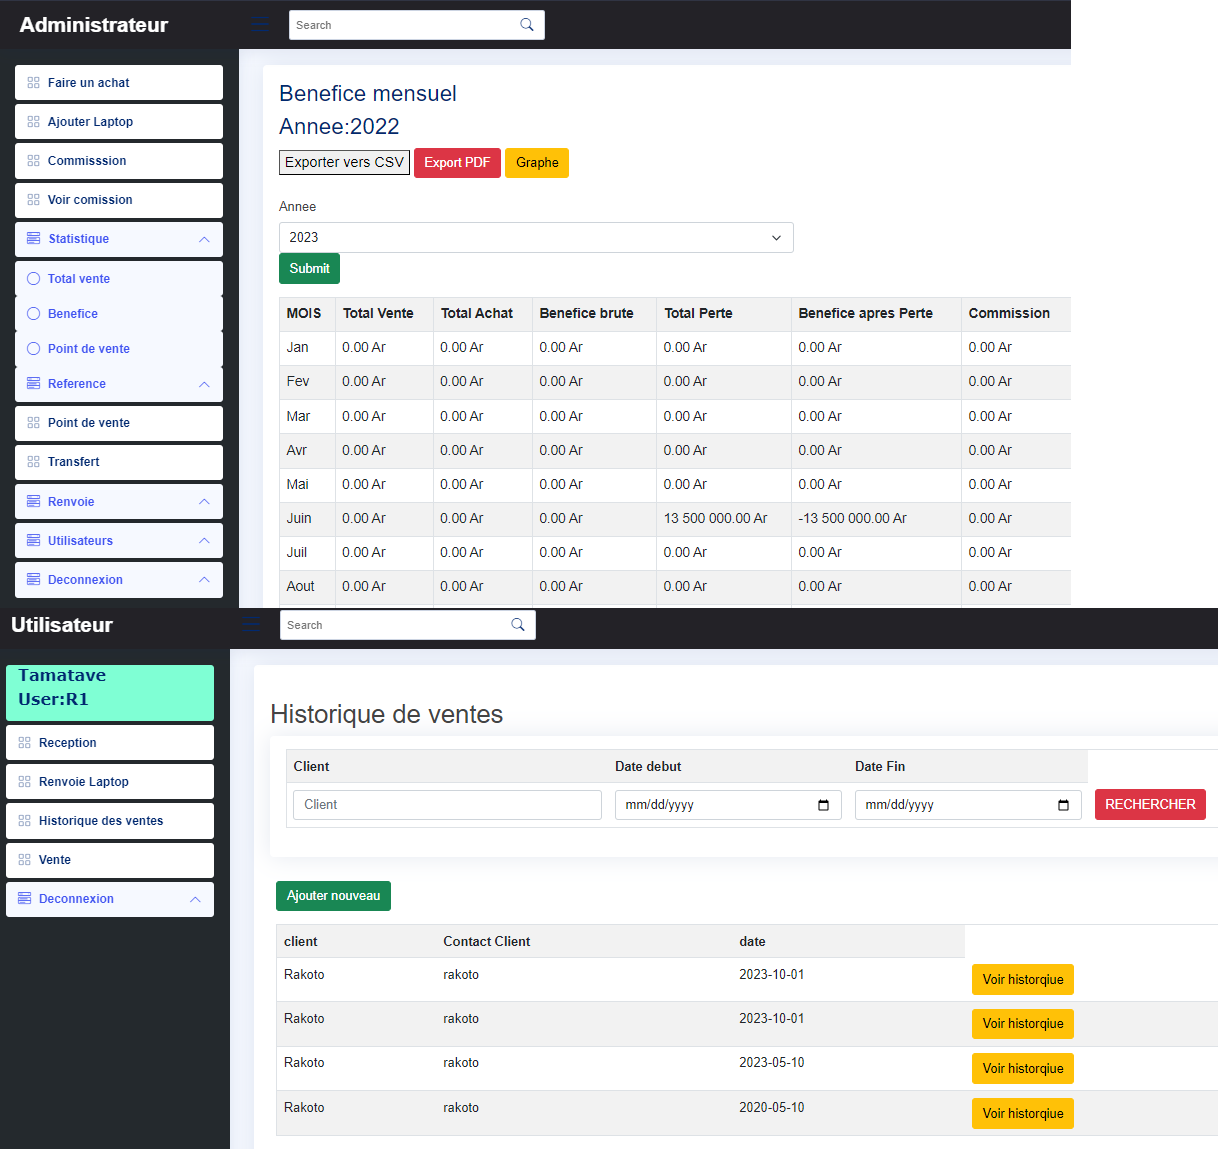 Administrateur
Search
Faire un achat
Ajouter Laptop
Commisssion
Voir comission
Statistique
Total vente
Benefice
Point de vente
Reference
Point de vente
Transfert
Renvoie
Utilisateurs
Deconnexion
Benefice mensuel
Annee:2022
Exporter vers CSV Export PDF Graphe
Annee
2023
Submit
MOIS Total Vente Total Achat Benefice brute Total Perte Benefice apres Perte Commission
Jan 0.00 Ar 0.00 Ar 0.00 Ar 0.00 Ar 0.00 Ar 0.00 Ar
Fev 0.00 Ar 0.00 Ar 0.00 Ar 0.00 Ar 0.00 Ar 0.00 Ar
Mar 0.00 Ar 0.00 Ar 0.00 Ar 0.00 Ar 0.00 Ar 0.00 Ar
Avr 0.00 Ar 0.00 Ar 0.00 Ar 0.00 Ar 0.00 Ar 0.00 Ar
Mai 0.00 Ar 0.00 Ar 0.00 Ar 0.00 Ar 0.00 Ar 0.00 Ar
Juin 0.00 Ar 0.00 Ar 0.00 Ar 13 500 000.00 Ar -13 500 000.00 Ar 0.00 Ar
Juil 0.00 Ar 0.00 Ar 0.00 Ar 0.00 Ar 0.00 Ar 0.00 Ar
Aout 0.00 Ar 0.00 Ar 0.00 Ar 0.00 Ar 0.00 Ar 0.00 Ar
Utilisateur
Search
Tamatave
User:R1
Reception
Renvoie Laptop
Historique des ventes
Vente
Deconnexion
Historique de ventes
Client Date debut Date Fin
Client mm/dd/yyyy mm/dd/yyyy RECHERCHER
Ajouter nouveau
client Contact Client date
Rakoto rakoto 2023-10-01 Voir historqiue
Rakoto rakoto 2023-10-01 Voir historqiue
Rakoto rakoto 2023-05-10 Voir historqiue
Rakoto rakoto 2020-05-10 Voir historqiue